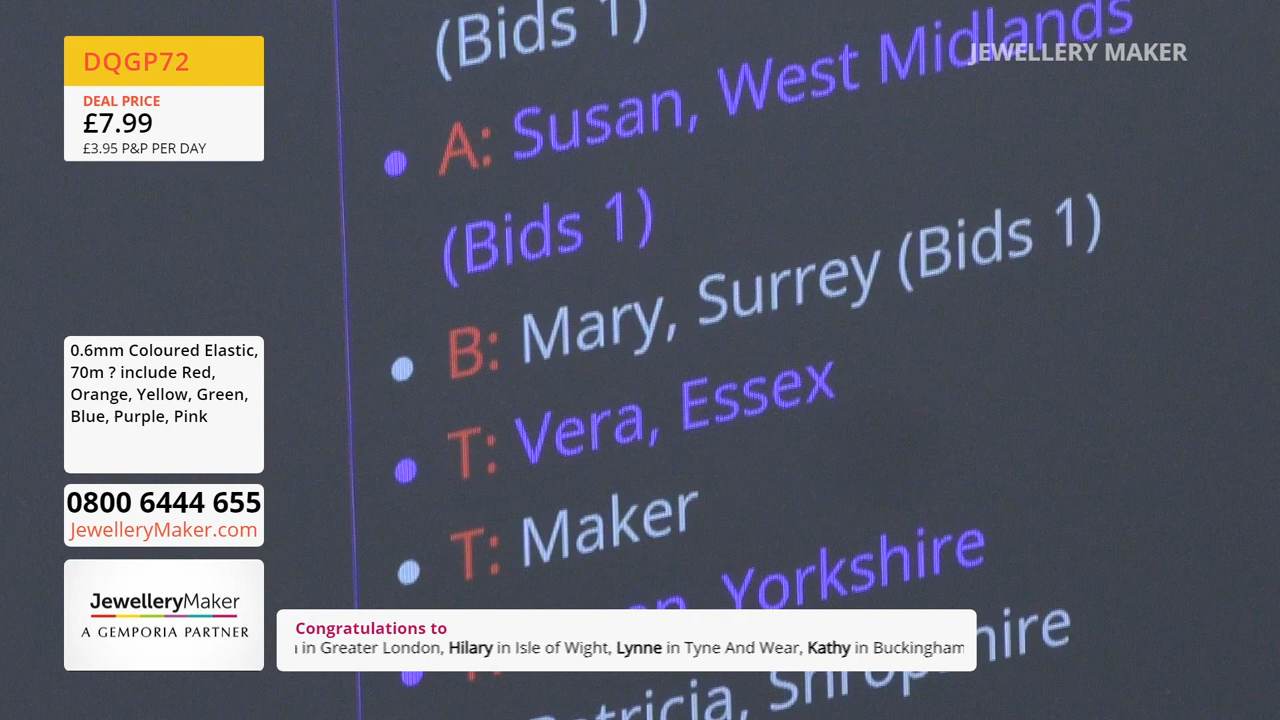 DQGP72
DEAL PRICE
£7.99
£3.95 P&P PER DAY
0.6mm Coloured Elastic,
70m ? include Red,
Orange, Yellow, Green,
Blue, Purple, Pink
0800 6444 655
JewelleryMaker.com
JewelleryMaker
A GEMPORIA PARTNER
JEWELLERY MAKER
(Bids 1)
A: Susan, West Midlands
(Bids 1)
B: Mary, Surrey (Bids 1)
T: Vera, Essex
T: Maker
Yorkshire
Patricia, Shropshire
Congratulations to
in Greater London, Hilary in Isle of Wight, Lynne in Tyne And Wear, Kathy in Buckingham